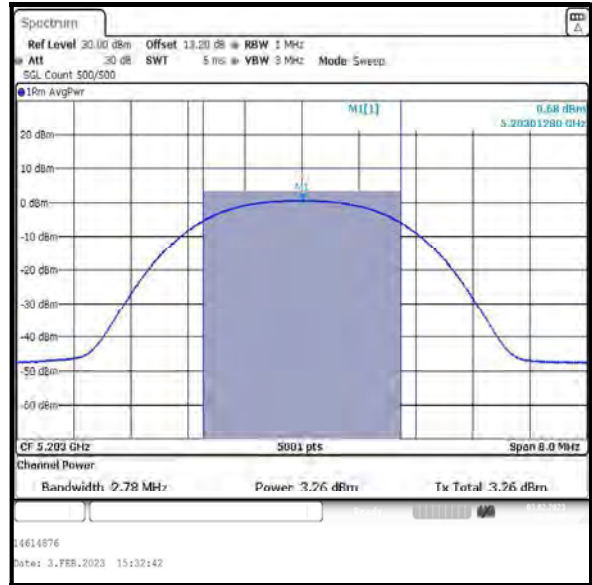 Spectrum
Ref Level 30.00 dBm Offset 13.20 dB RBW 1 MHz
Att 30 dB SWT 5 ms VBW 3 MHz Mode Sweep
SGL Count 500/500
1Rm AvgPwr
M1[1] 0.68 dBm
5.20301280 GHz
20 dBm
10 dBm
M1
0 dBm
-10 dBm
-20 dBm
-30 dBm
-40 dBm
-50 dBm
-60 dBm
CF 5.203 GHz 5001 pts Span 8.0 MHz
Channel Power
Bandwidth 2.78 MHz Power 3.26 dBm Tx Total 3.26 dBm
14614876
Date: 3.FEB.2023 15:32:42